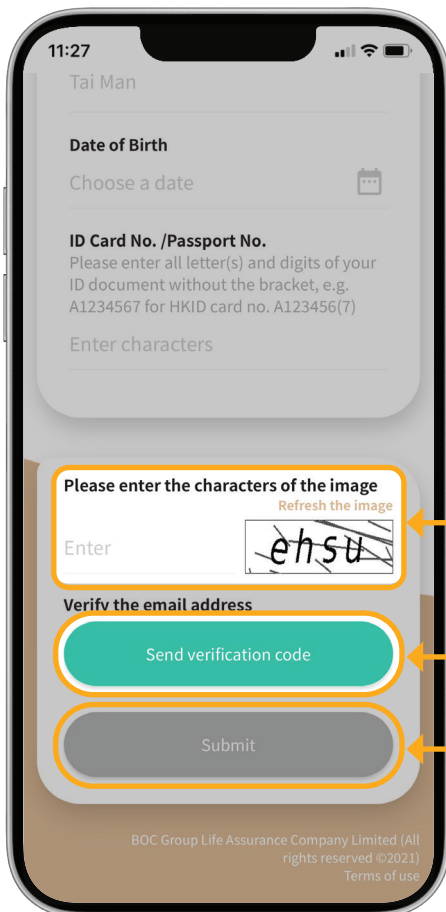 11:27
Tai Man
Date of Birth
Choose a date
ID Card No. /Passport No.
Please enter all letter(s) and digits of your
ID document without the bracket, e.g.
A1234567 for HKID card no. A123456(7)
Enter characters
Please enter the characters of the image
Refresh the image
Enter
ehsu
Verify the email address
Send verification code
Submit
BOC Group Life Assurance Company Limited (All
rights reserved ©2021)
Terms of use